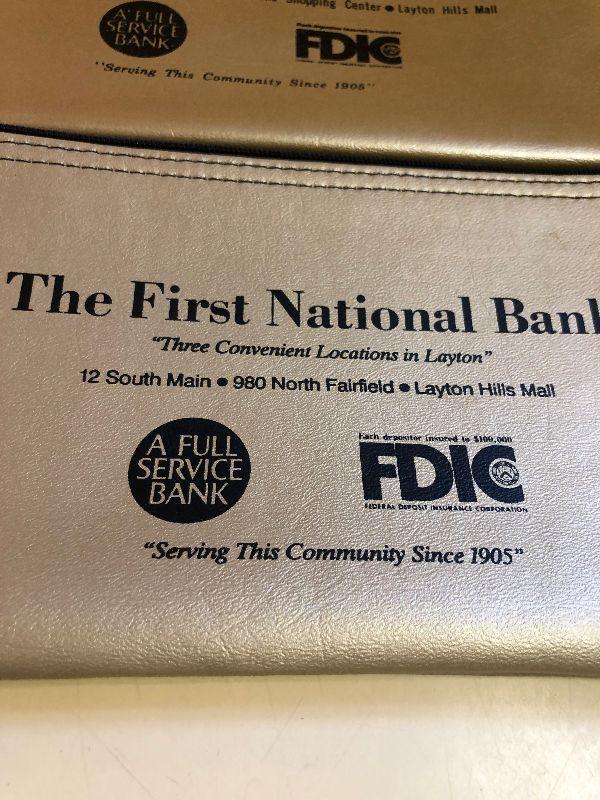 Shopping Center • Layton Hills Mall
A FULL
SERVICE
BANK
FDIC
"Serving This Community Since 1905"
The First National Bank
"Three Convenient Locations in Layton"
12 South Main • 980 North Fairfield • Layton Hills Mall
A FULL
SERVICE
BANK
Each depositor insured to $100,000
FDIC
FEDERAL DEPOSIT INSURANCE CORPORATION
"Serving This Community Since 1905"